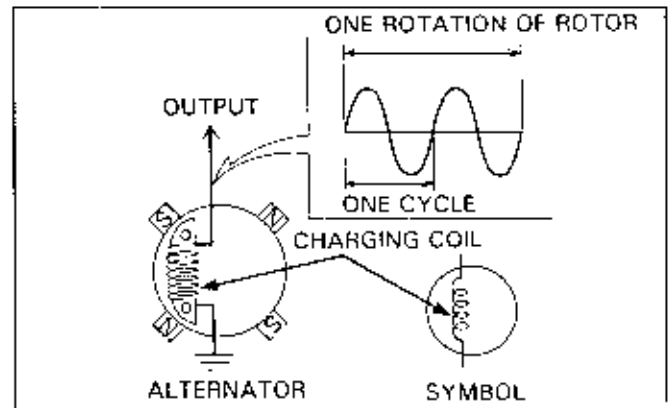 ONE ROTATION OF ROTOR
OUTPUT
ONE CYCLE
S
N
CHARGING COIL
N
S
ALTERNATOR
SYMBOL